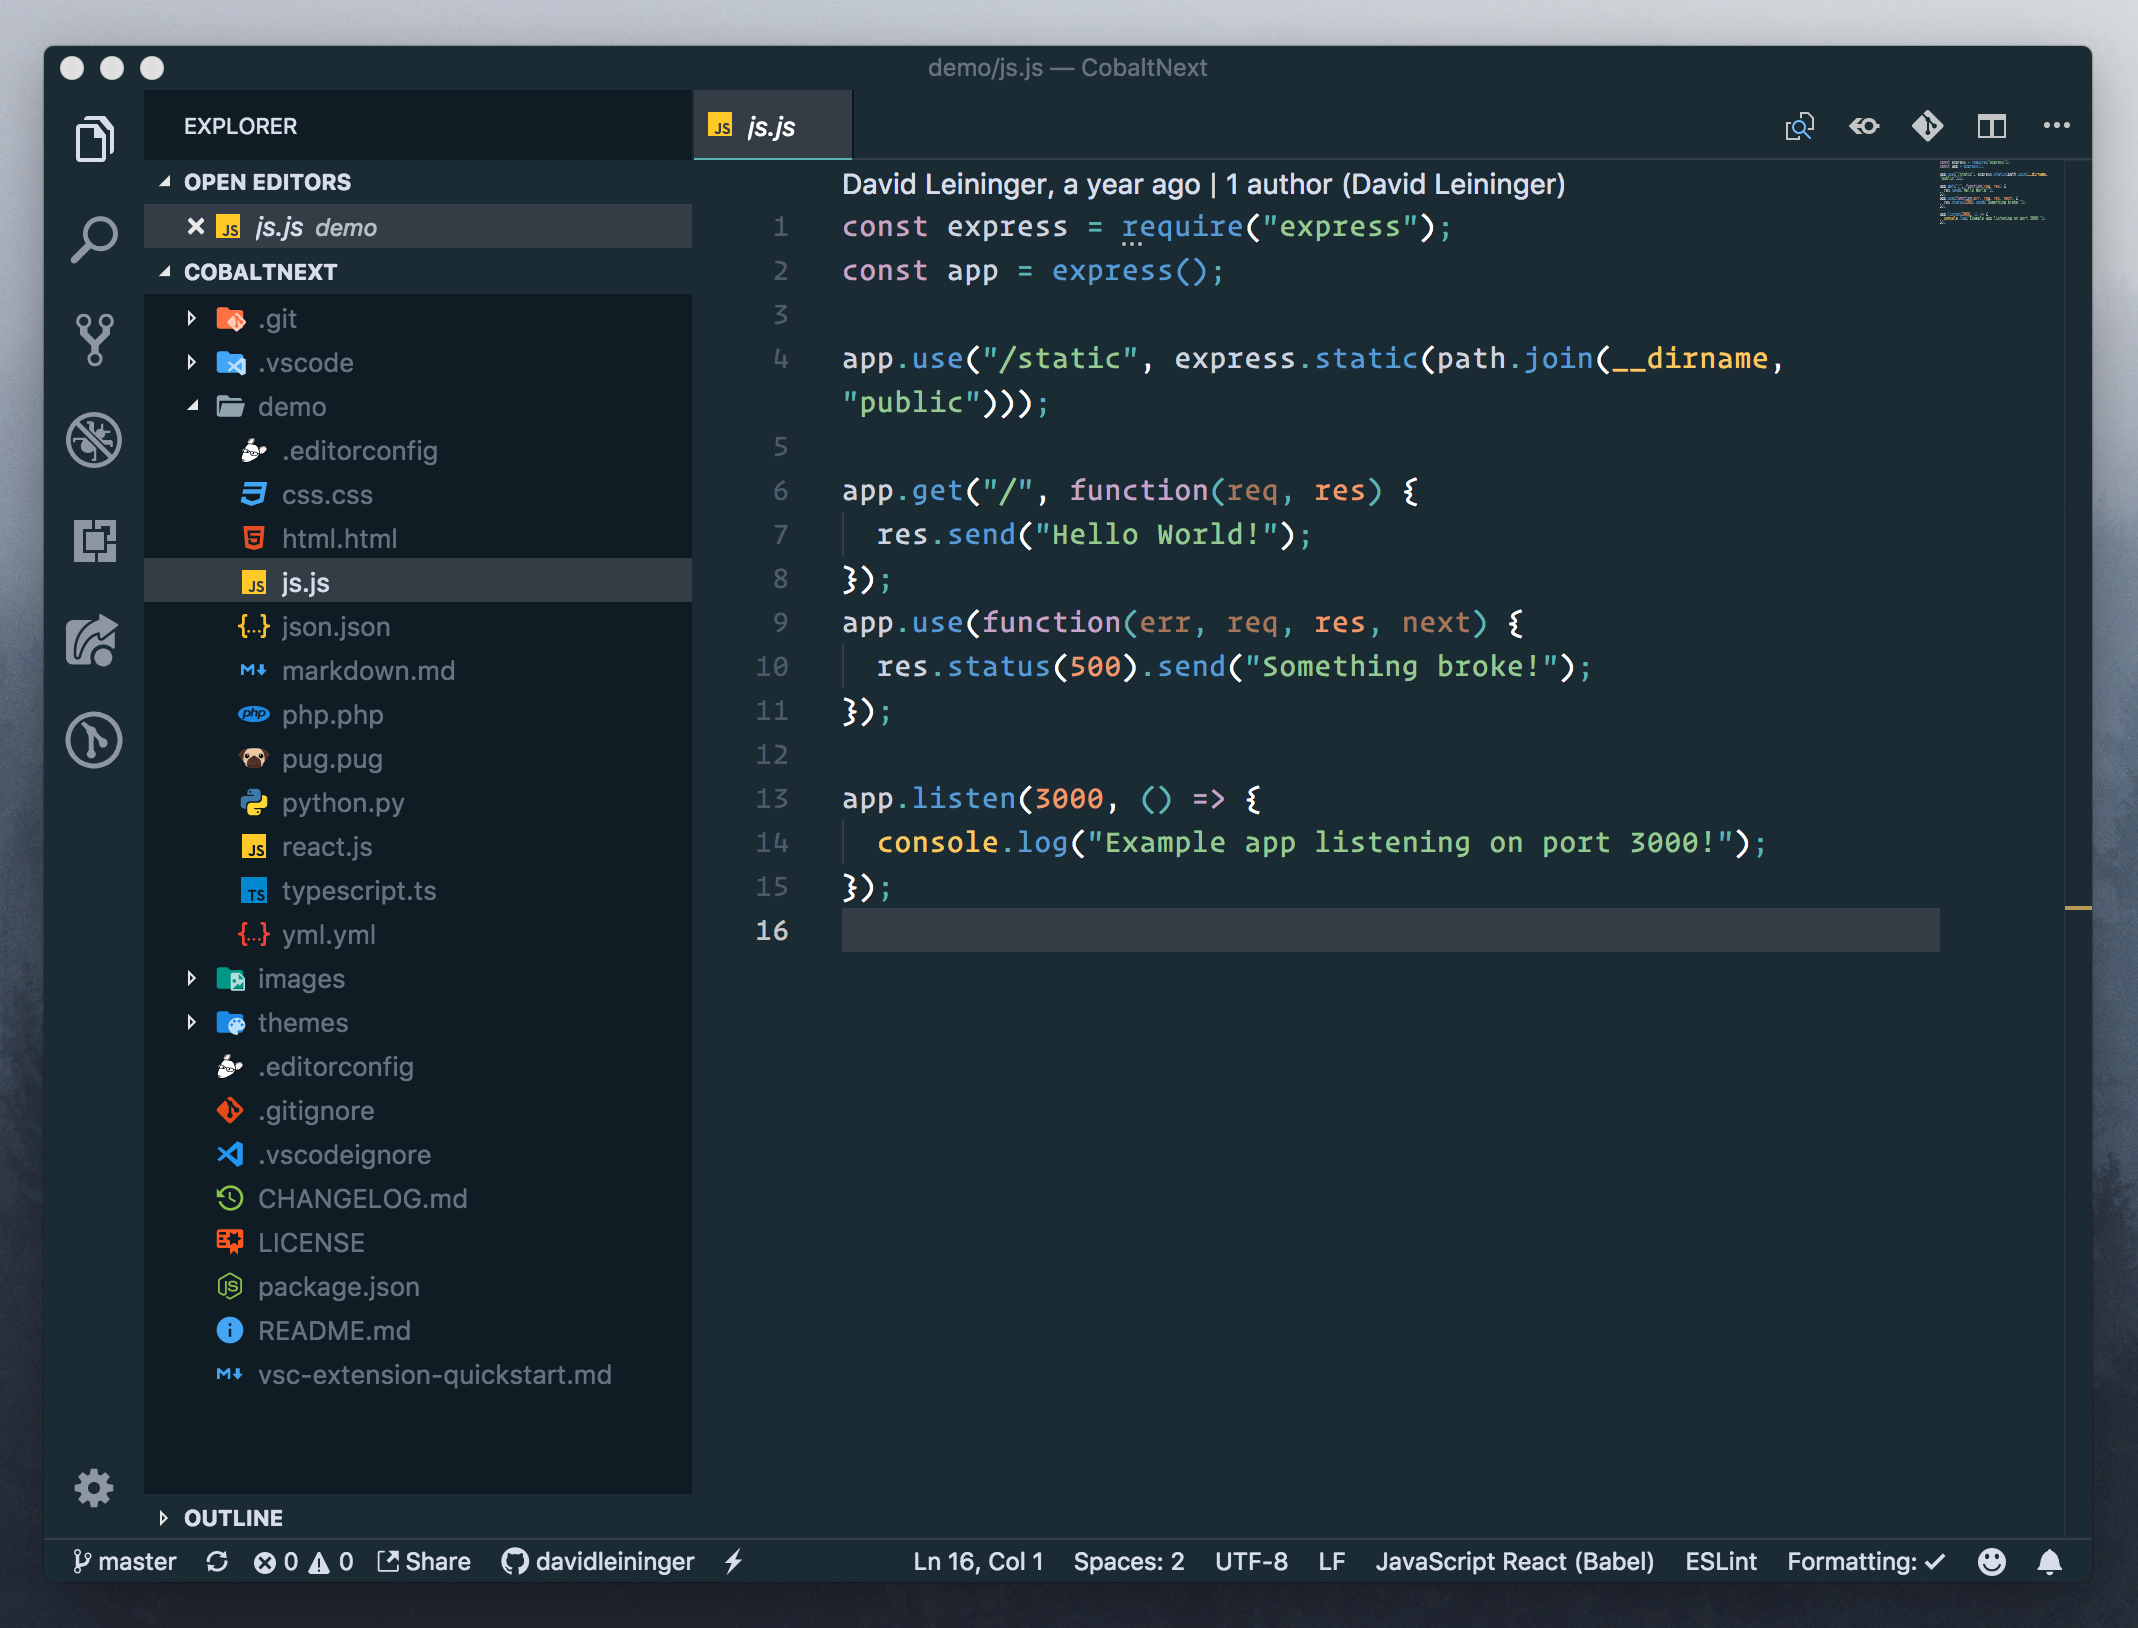 demo/js.js — CobaltNext
EXPLORER
OPEN EDITORS
JS js.js demo
COBALTNEXT
.git
.vscode
demo
.editorconfig
css.css
html.html
JS js.js
{...} json.json
M markdown.md
php php.php
pug.pug
python.py
JS react.js
TS typescript.ts
{...} yml.yml
images
themes
.editorconfig
.gitignore
.vscodeignore
CHANGELOG.md
LICENSE
JS package.json
i README.md
M vsc-extension-quickstart.md
OUTLINE
JS js.js
David Leininger, a year ago | 1 author (David Leininger)
1 const express = require("express");
2 const app = express();
3
4 app.use("/static", express.static(path.join(__dirname,
"public")));
5
6 app.get("/", function(req, res) {
7 res.send("Hello World!");
8 });
9 app.use(function(err, req, res, next) {
10 res.status(500).send("Something broke!");
11 });
12
13 app.listen(3000, () => {
14 console.log("Example app listening on port 3000!");
15 });
16
master 0 0 Share davidleininger Ln 16, Col 1 Spaces: 2 UTF-8 LF JavaScript React (Babel) ESLint Formatting: ✓